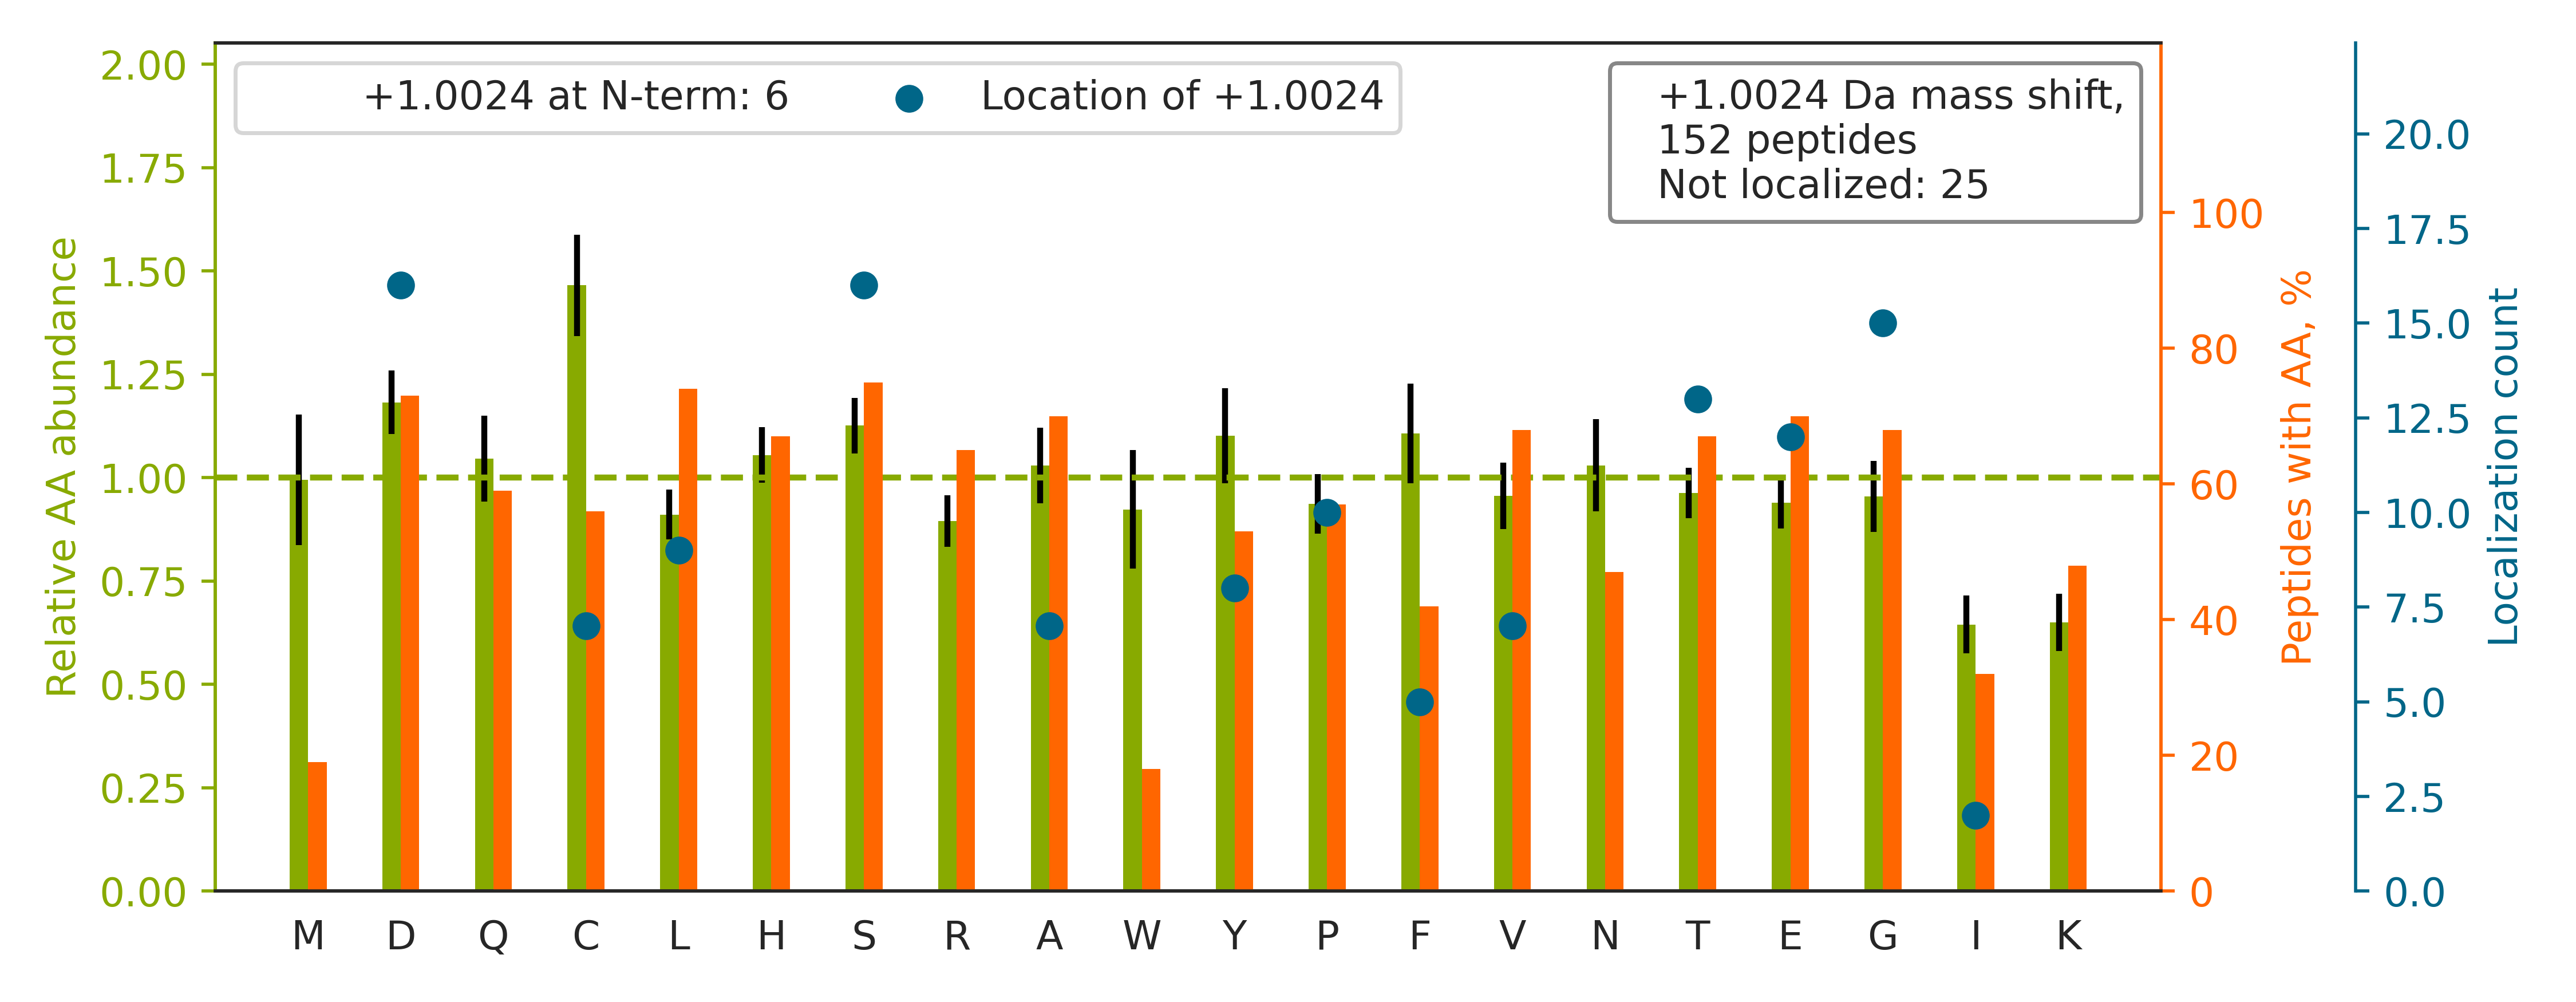 +1.0024 at N-term: 6
Location of +1.0024
+1.0024 Da mass shift,
152 peptides
Not localized: 25
Relative AA abundance
2.00
1.75
1.50
1.25
1.00
0.75
0.50
0.25
0.00
M D Q C L H S R A W Y P F V N T E G I K
100
80
60
40
20
0
Peptides with AA, %
20.0
17.5
15.0
12.5
10.0
7.5
5.0
2.5
0.0
Localization count